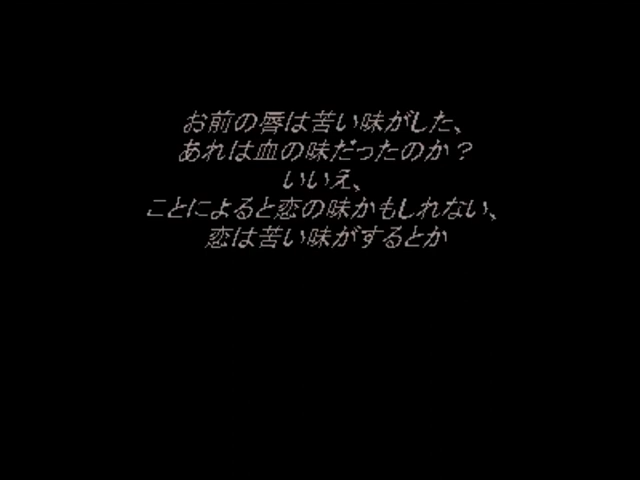 お前の唇は苦い味がした、
あれは血の味だったのか？
いいえ、
ことによると恋の味かもしれない、
恋は苦い味がするとか